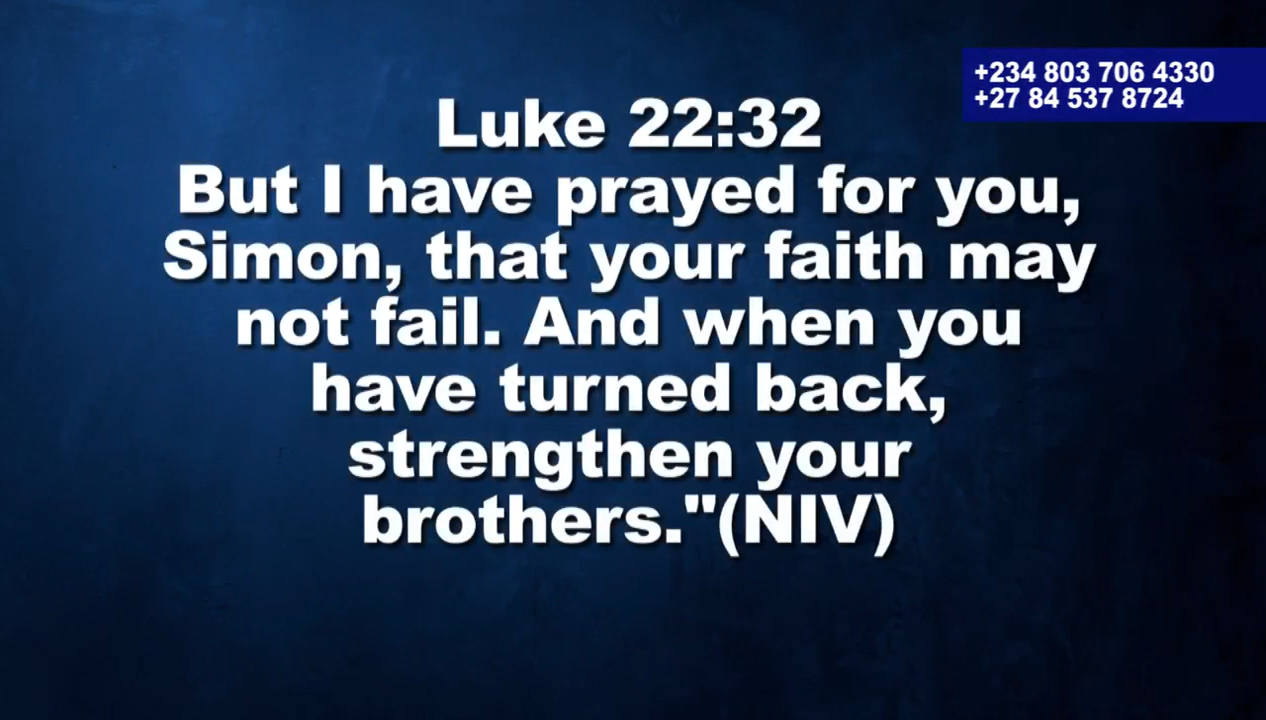 +234 803 706 4330
+27 84 537 8724
Luke 22:32
But I have prayed for you,
Simon, that your faith may
not fail. And when you
have turned back,
strengthen your
brothers."(NIV)